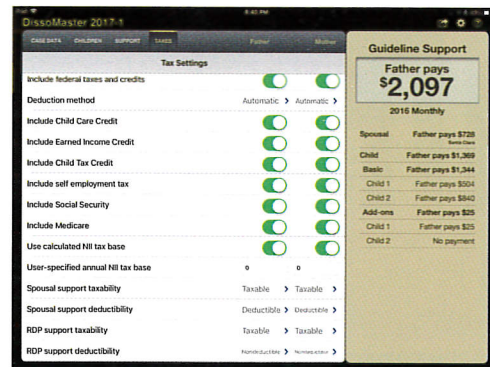 iPad
8:42 PM
DissoMaster 2017-1
CASE DATA CHILDREN SUPPORT TAXES Father Mother
Tax Settings
Include federal taxes and credits
Deduction method Automatic Automatic
Include Child Care Credit
Include Earned Income Credit
Include Child Tax Credit
Include self employment tax
Include Social Security
Include Medicare
Use calculated NII tax base
User-specified annual NII tax base 0 0
Spousal support taxability Taxable Taxable
Spousal support deductibility Deductible Deductible
RDP support taxability Taxable Taxable
RDP support deductibility Nondeductible Nondeductible
Guideline Support
Father pays
$2,097
2016 Monthly
Spousal Father pays $728
Santa Clara
Child Father pays $1,369
Basic Father pays $1,344
Child 1 Father pays $504
Child 2 Father pays $840
Add-ons Father pays $25
Child 1 Father pays $25
Child 2 No payment